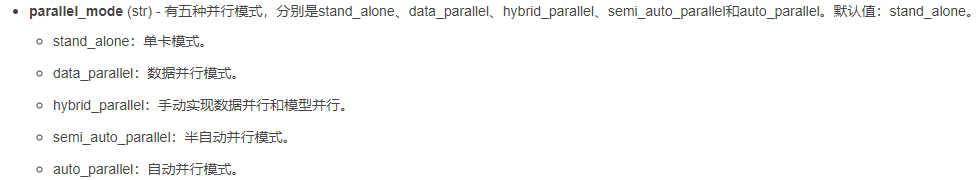 parallel_mode (str) - 有五种并行模式，分别是stand_alone、data_parallel、hybrid_parallel、semi_auto_parallel和auto_parallel。默认值：stand_alone。
stand_alone：单卡模式。
data_parallel：数据并行模式。
hybrid_parallel：手动实现数据并行和模型并行。
semi_auto_parallel：半自动并行模式。
auto_parallel：自动并行模式。